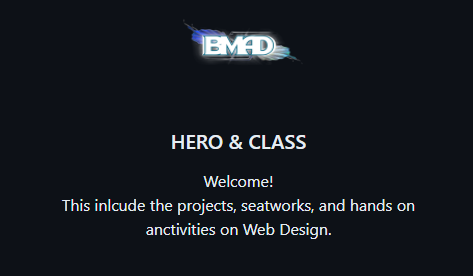 BMAD
HERO & CLASS
Welcome!
This inlcude the projects, seatworks, and hands on
anctivities on Web Design.